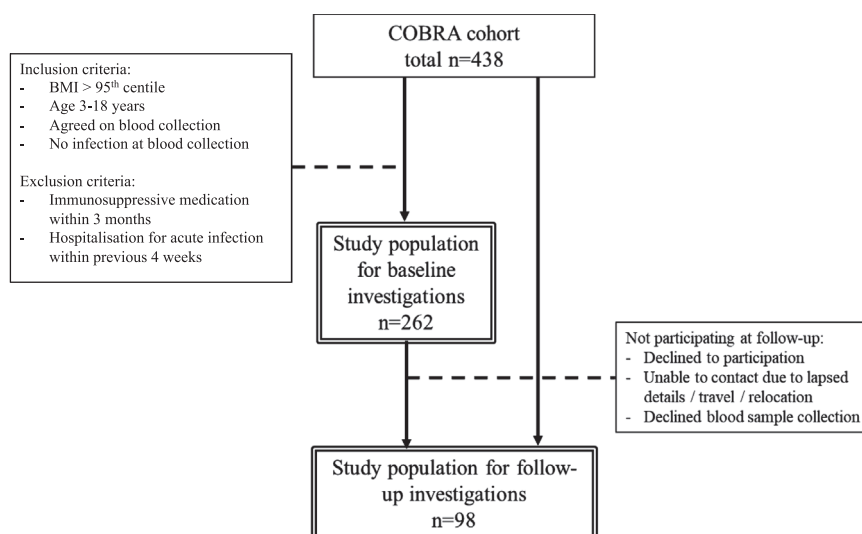 COBRA cohort
total n=438
Inclusion criteria:
- BMI > 95th centile
- Age 3-18 years
- Agreed on blood collection
- No infection at blood collection
Exclusion criteria:
- Immunosuppressive medication
within 3 months
- Hospitalisation for acute infection
within previous 4 weeks
Study population
for baseline
investigations
n=262
Not participating at follow-up:
- Declined to participation
- Unable to contact due to lapsed
details / travel / relocation
- Declined blood sample collection
Study population for follow-
up investigations
n=98